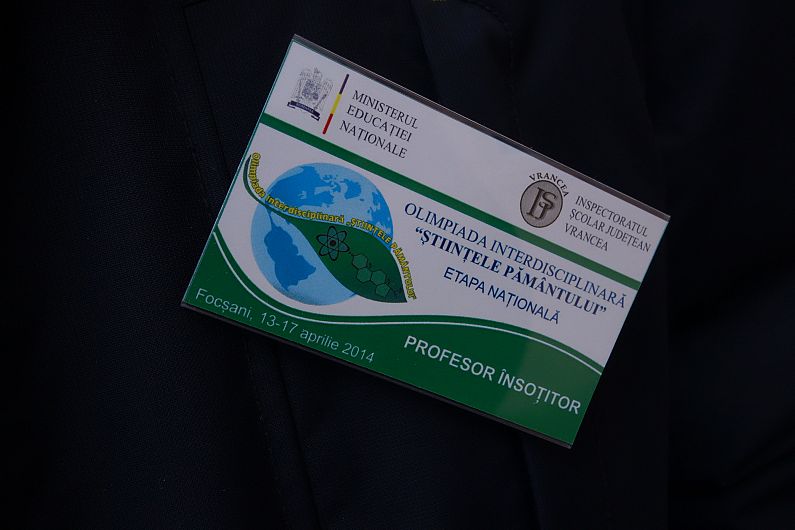 MINISTERUL
EDUCAȚIEI
NAȚIONALE
VRANCEA
IȘJ
INSPECTORATUL
ȘCOLAR JUDEȚEAN
VRANCEA
Olimpiada interdisciplinară „ȘTIINȚELE PĂMÂNTULUI”
OLIMPIADA INTERDISCIPLINARĂ
“ȘTIINȚELE PĂMÂNTULUI”
ETAPA NAȚIONALĂ
Focșani, 13-17 aprilie 2014
PROFESOR ÎNSOȚITOR